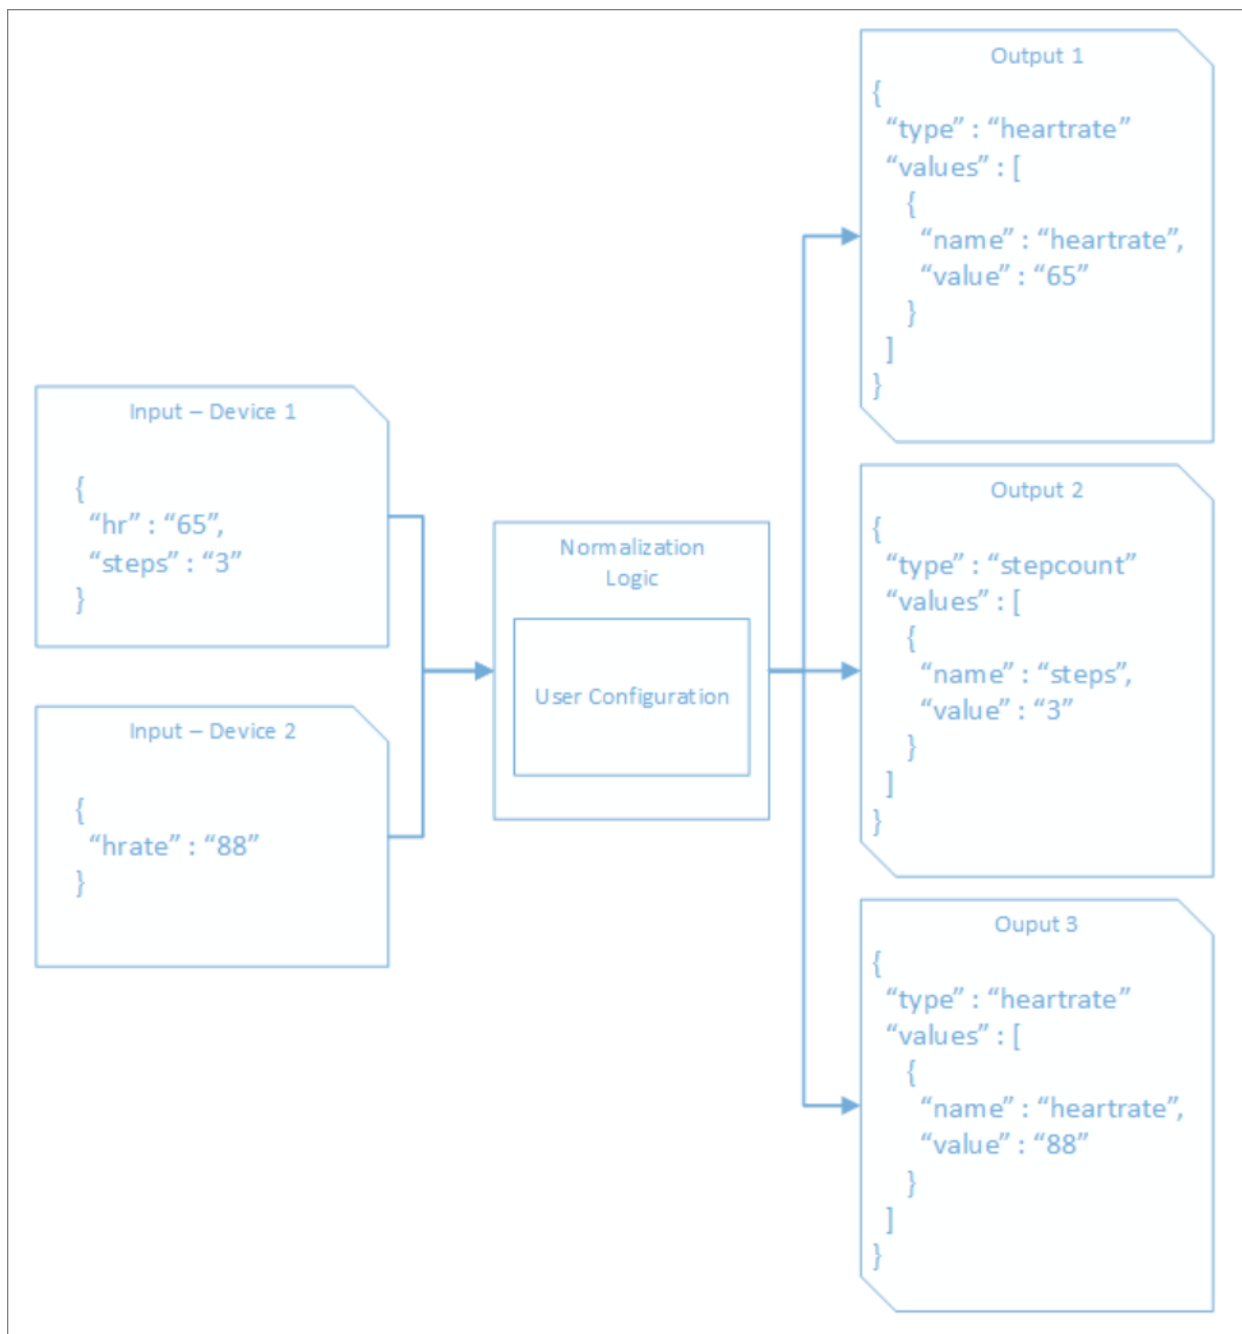 Input – Device 1
{
“hr” : “65”,
“steps” : “3”
}
Input – Device 2
{
“hrate” : “88”
}
Normalization
Logic
User Configuration
Output 1
{
“type” : “heartrate”
“values” : [
{
“name” : “heartrate”,
“value” : “65”
}
]
}
Output 2
{
“type” : “stepcount”
“values” : [
{
“name” : “steps”,
“value” : “3”
}
]
}
Ouput 3
{
“type” : “heartrate”
“values” : [
{
“name” : “heartrate”,
“value” : “88”
}
]
}